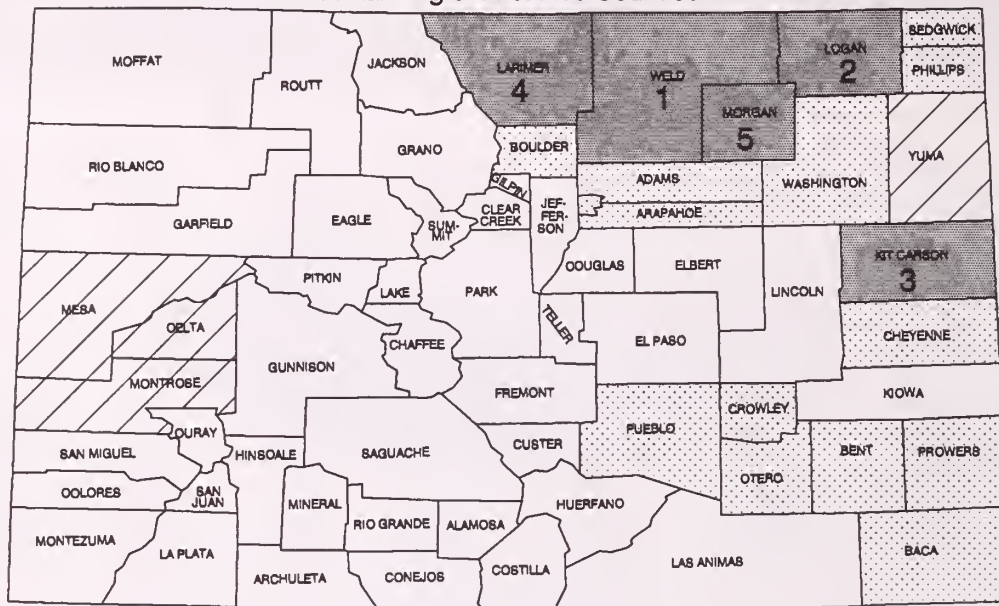 MOFFAT
ROUTT
JACKSON
LARIMER
4
WELD
1
LOGAN
2
SEDGWICK
PHILLIPS
MORGAN
5
RIO BLANCO
GRANO
BOULDER
YUMA
GILPIN
ADAMS
WASHINGTON
GARFIELD
EAGLE
SUM-
MIT
CLEAR
CREEK
JEF-
FER-
SON
ARAPAHOE
PITKIN
LAKE
PARK
OOUGLAS
ELBERT
LINCOLN
KIT CARSON
3
MESA
OELTA
CHAFFEE
TELLER
EL PASO
CHEYENNE
GUNNISON
MONTROSE
FREMONT
KIOWA
OURAY
CROWLEY
PUEBLO
SAN MIGUEL
HINSOALE
SAGUACHE
CUSTER
OTERO
BENT
PROWERS
OOLORES
SAN
JUAN
MINERAL
RIO GRANDE
ALAMOSA
HUERFANO
MONTEZUMA
LA PLATA
ARCHULETA
CONEJOS
COSTILLA
LAS ANIMAS
BACA